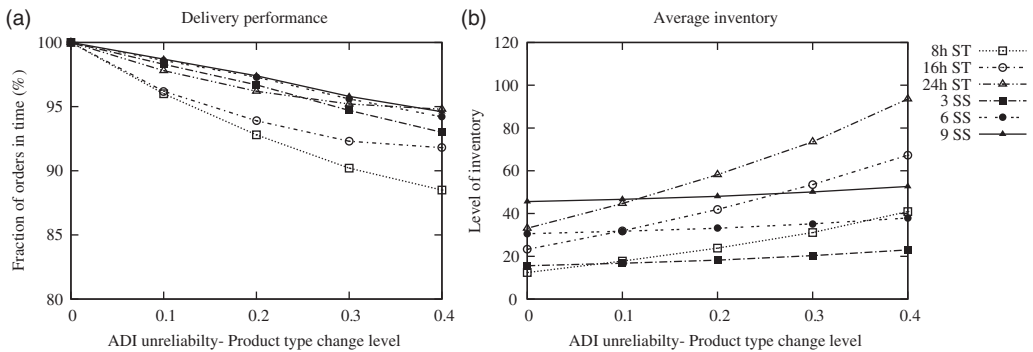 (a) Delivery performance
Fraction of orders in time (%)
100
95
90
85
80
0 0.1 0.2 0.3 0.4
ADI unreliabilty- Product type change level
(b) Average inventory
Level of inventory
120
100
80
60
40
20
0
0 0.1 0.2 0.3 0.4
ADI unreliability- Product type change level
8h ST
16h ST
24h ST
3 SS
6 SS
9 SS